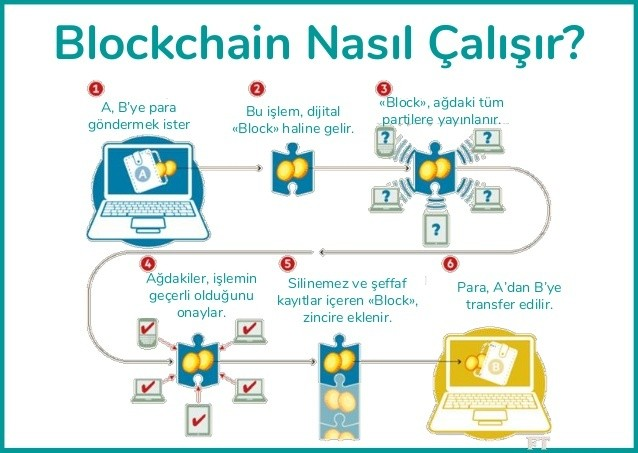 Blockchain Nasıl Çalışır?
1
A, B'ye para
göndermek ister
2
Bu işlem, dijital
«Block» haline gelir.
3
«Block», ağdaki tüm
partilere yayınlanır.
A
?
?
?
?
?
4
Ağdakiler, işlemin
geçerli olduğunu
onaylar.
5
Silinemez ve şeffaf
kayıtlar içeren «Block»,
zincire eklenir.
6
Para, A'dan B'ye
transfer edilir.
B
FT